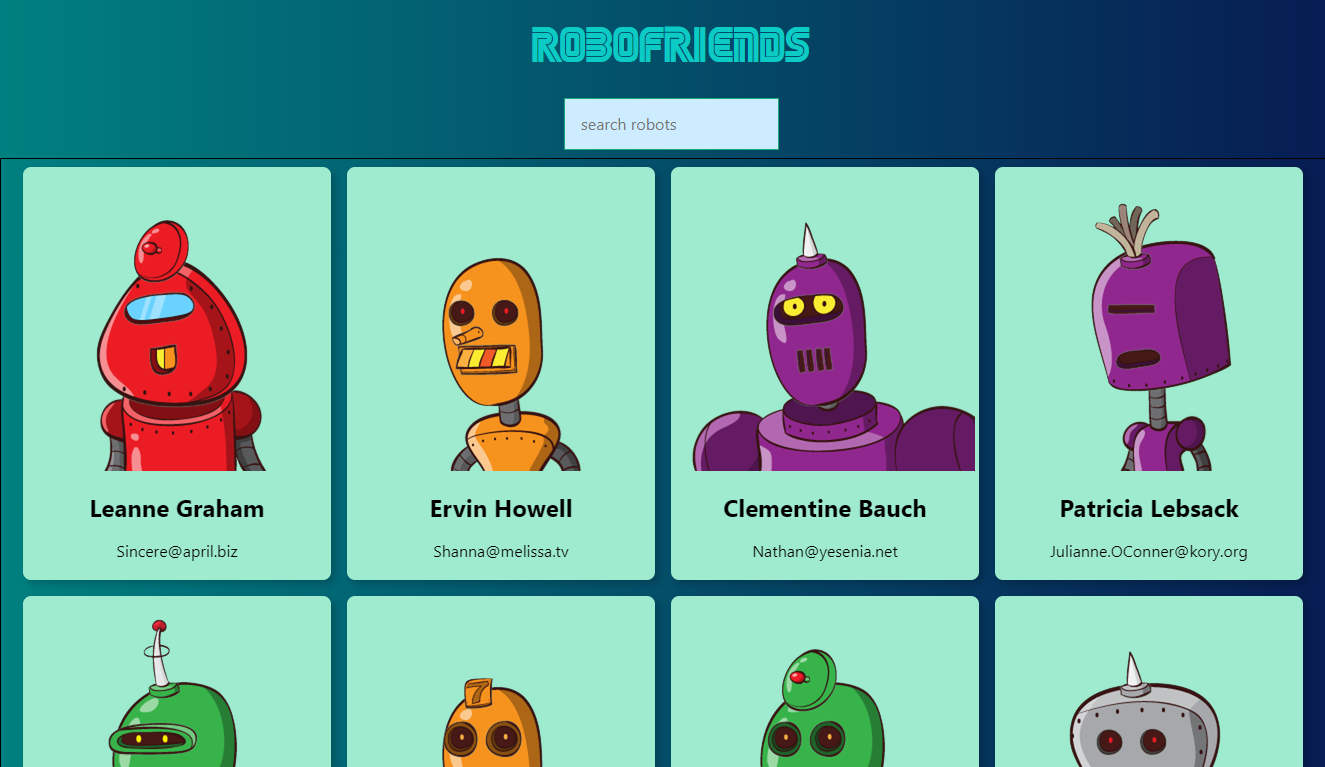 ROBOFRIENDS
search robots
Leanne Graham
Ervin Howell
Clementine Bauch
Patricia Lebsack
Sincere@april.biz
Shanna@melissa.tv
Nathan@yesenia.net
Julianne.OConner@kory.org
7